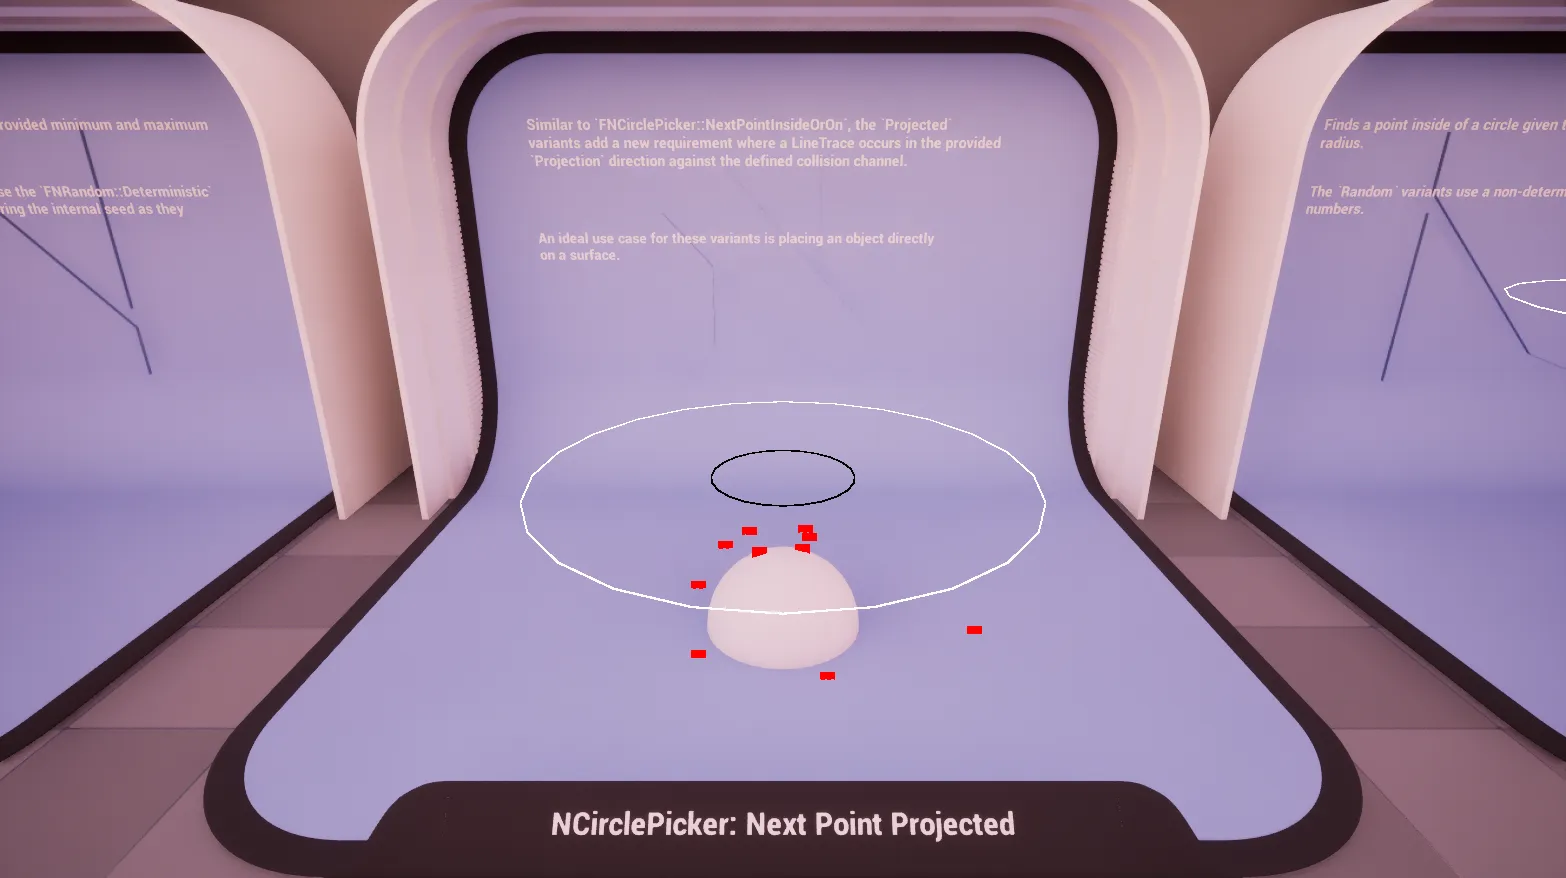 rovided minimum and maximum
se the `FNRandom::Deterministic`
ring the internal seed as they
Similar to `FNCirclePicker::NextPointInsideOrOn`, the `Projected`
variants add a new requirement where a LineTrace occurs in the provided
`Projection` direction against the defined collision channel.
An ideal use case for these variants is placing an object directly
on a surface.
Finds a point inside of a circle given
radius.
The `Random` variants use a non-determ
numbers.
NCirclePicker: Next Point Projected